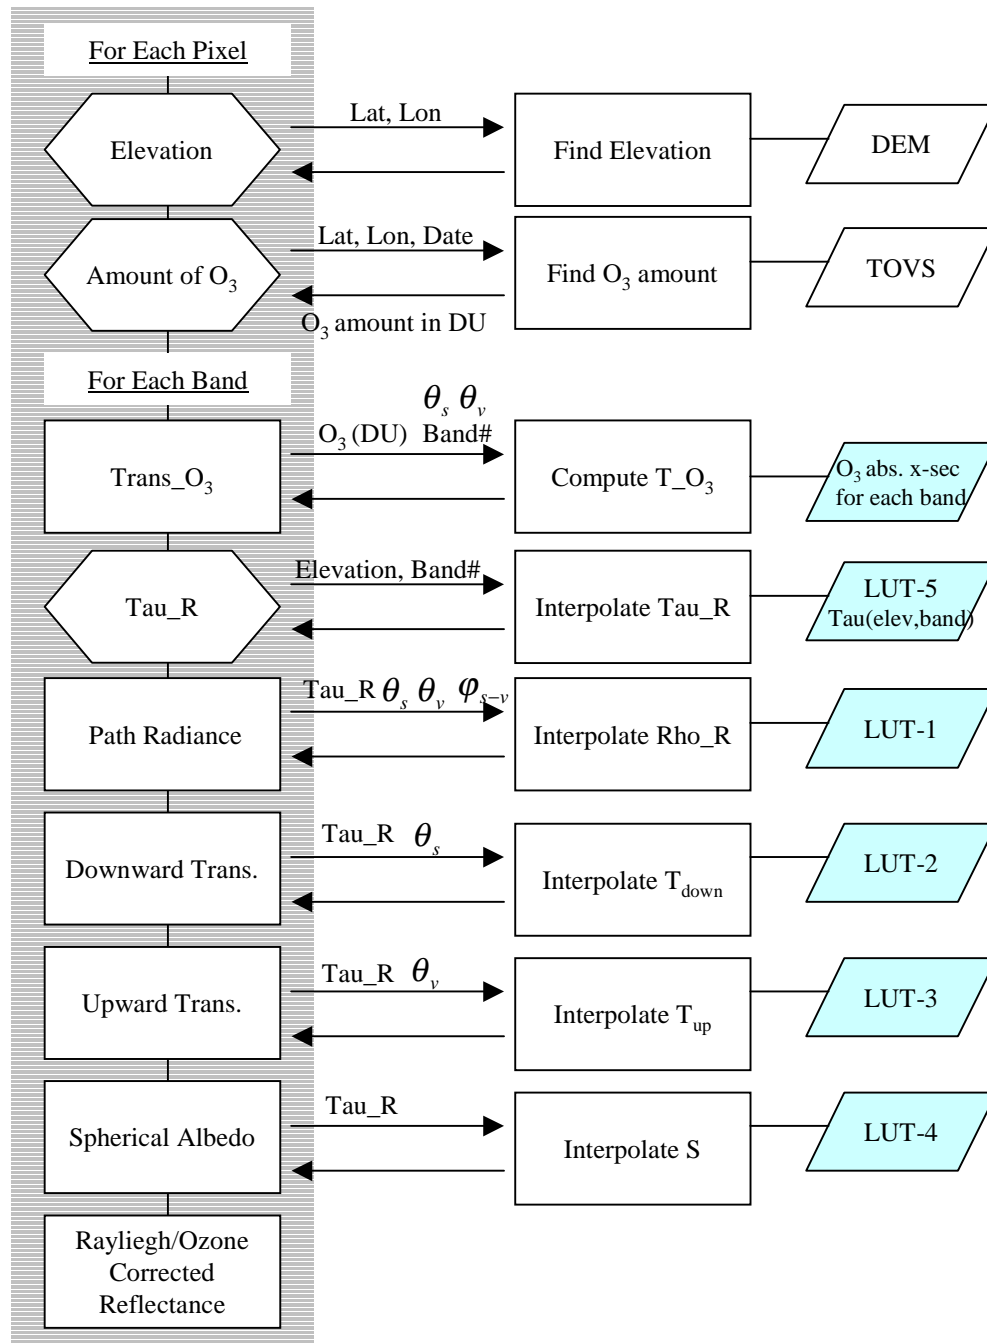 For Each Pixel
Elevation
Lat, Lon
Find Elevation
DEM
Amount of O3
Lat, Lon, Date
O3 amount in DU
Find O3 amount
TOVS
For Each Band
Trans_O3
θs θv
O3 (DU) Band#
Compute T_O3
O3 abs. x-sec
for each band
Tau_R
Elevation, Band#
Interpolate Tau_R
LUT-5
Tau(elev,band)
Path Radiance
Tau_R θs θv φs-v
Interpolate Rho_R
LUT-1
Downward Trans.
Tau_R θs
Interpolate Tdown
LUT-2
Upward Trans.
Tau_R θv
Interpolate Tup
LUT-3
Spherical Albedo
Tau_R
Interpolate S
LUT-4
Rayliegh/Ozone
Corrected
Reflectance